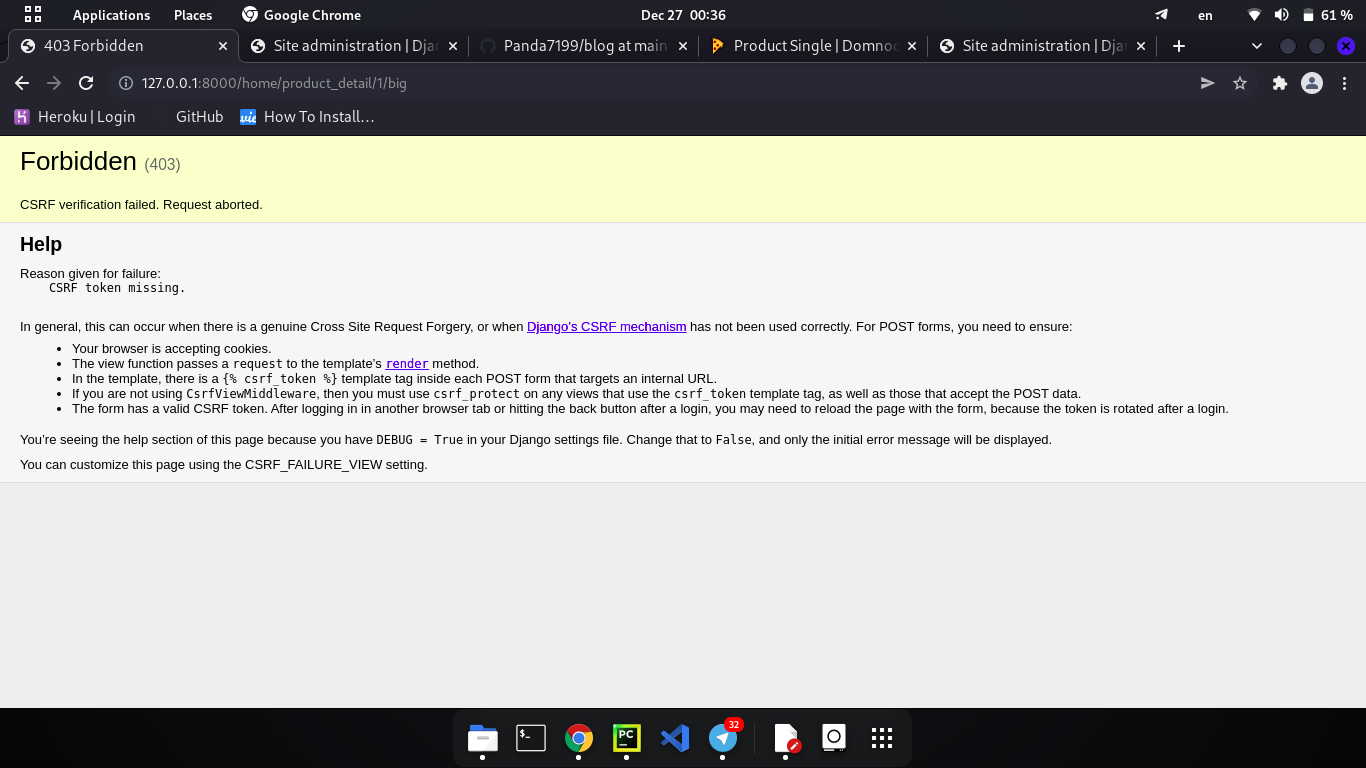 Applications Places Google Chrome Dec 27 00:36 en 61 %
403 Forbidden Site administration | Djan Panda7199/blog at main Product Single | Domnoo Site administration | Djan
127.0.0.1:8000/home/product_detail/1/big
Heroku | Login GitHub How To Install…
Forbidden (403)
CSRF verification failed. Request aborted.
Help
Reason given for failure:
CSRF token missing.
In general, this can occur when there is a genuine Cross Site Request Forgery, or when Django's CSRF mechanism has not been used correctly. For POST forms, you need to ensure:
• Your browser is accepting cookies.
• The view function passes a request to the template's render method.
• In the template, there is a {% csrf_token %} template tag inside each POST form that targets an internal URL.
• If you are not using CsrfViewMiddleware, then you must use csrf_protect on any views that use the csrf_token template tag, as well as those that accept the POST data.
• The form has a valid CSRF token. After logging in in another browser tab or hitting the back button after a login, you may need to reload the page with the form, because the token is rotated after a login.
You're seeing the help section of this page because you have DEBUG = True in your Django settings file. Change that to False, and only the initial error message will be displayed.
You can customize this page using the CSRF_FAILURE_VIEW setting.
$_ PC 32